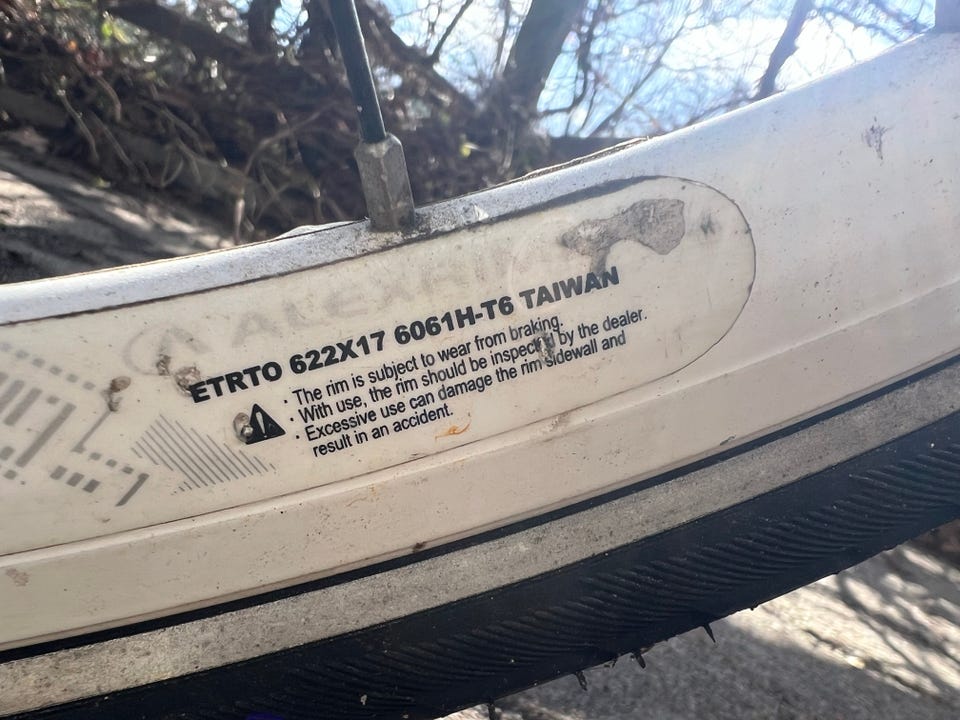 ALEXRIMS
ETRTO 622X17 6061H-T6 TAIWAN
· The rim is subject to wear from braking.
· With use, the rim should be inspected by the dealer.
· Excessive use can damage the rim sidewall and
result in an accident.